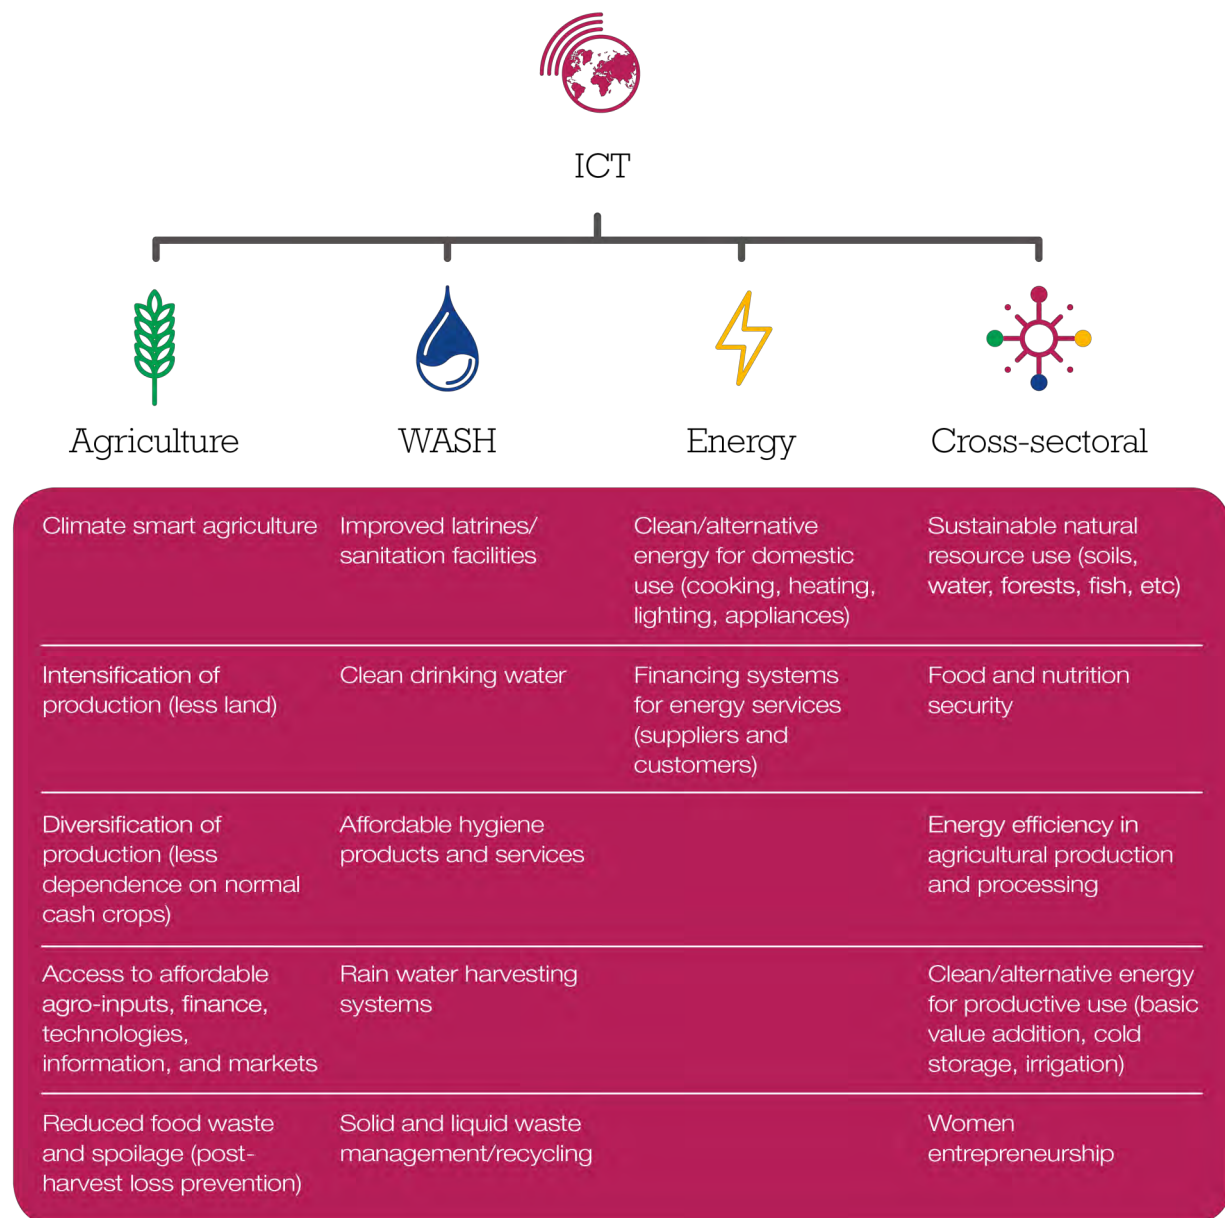 ICT
Agriculture
WASH
Energy
Cross-sectoral
Climate smart agriculture
Improved latrines/
sanitation facilities
Clean/alternative
energy for domestic
use (cooking, heating,
lighting, appliances)
Sustainable natural
resource use (soils,
water, forests, fish, etc)
Intensification of
production (less land)
Clean drinking water
Financing systems
for energy services
(suppliers and
customers)
Food and nutrition
security
Diversification of
production (less
dependence on normal
cash crops)
Affordable hygiene
products and services
Energy efficiency in
agricultural production
and processing
Access to affordable
agro-inputs, finance,
technologies,
information, and markets
Rain water harvesting
systems
Clean/alternative energy
for productive use (basic
value addition, cold
storage, irrigation)
Reduced food waste
and spoilage (post-
harvest loss prevention)
Solid and liquid waste
management/recycling
Women
entrepreneurship